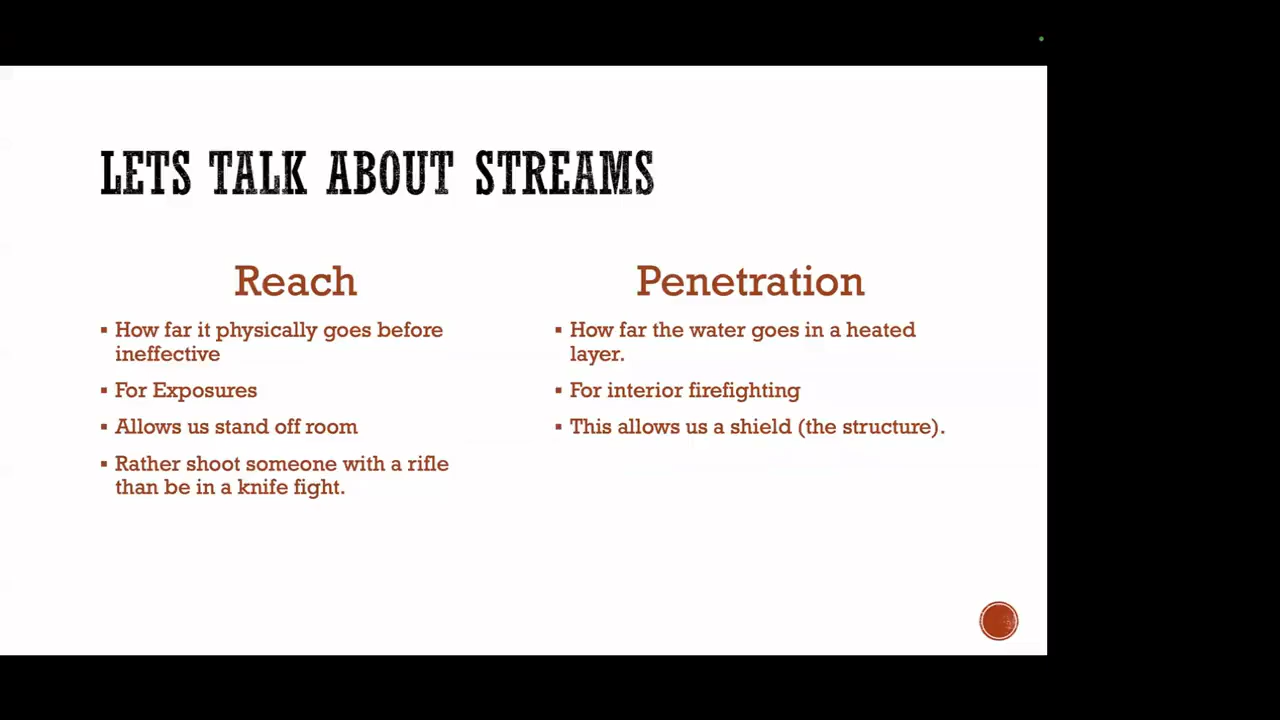 LETS TALK ABOUT STREAMS
Reach
▪ How far it physically goes before
ineffective
▪ For Exposures
▪ Allows us stand off room
▪ Rather shoot someone with a rifle
than be in a knife fight.
Penetration
▪ How far the water goes in a heated
layer.
▪ For interior firefighting
▪ This allows us a shield (the structure).